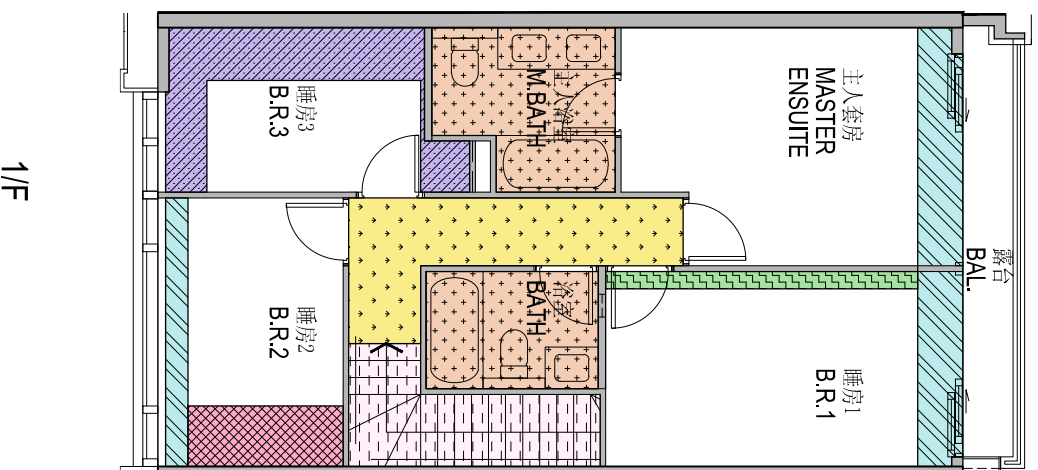 1/F
睡房3
B.R.3
主人浴室
M.BATH
主人套房
MASTER
ENSUITE
露台
BAL.
睡房2
B.R.2
浴室
BATH
睡房1
B.R.1